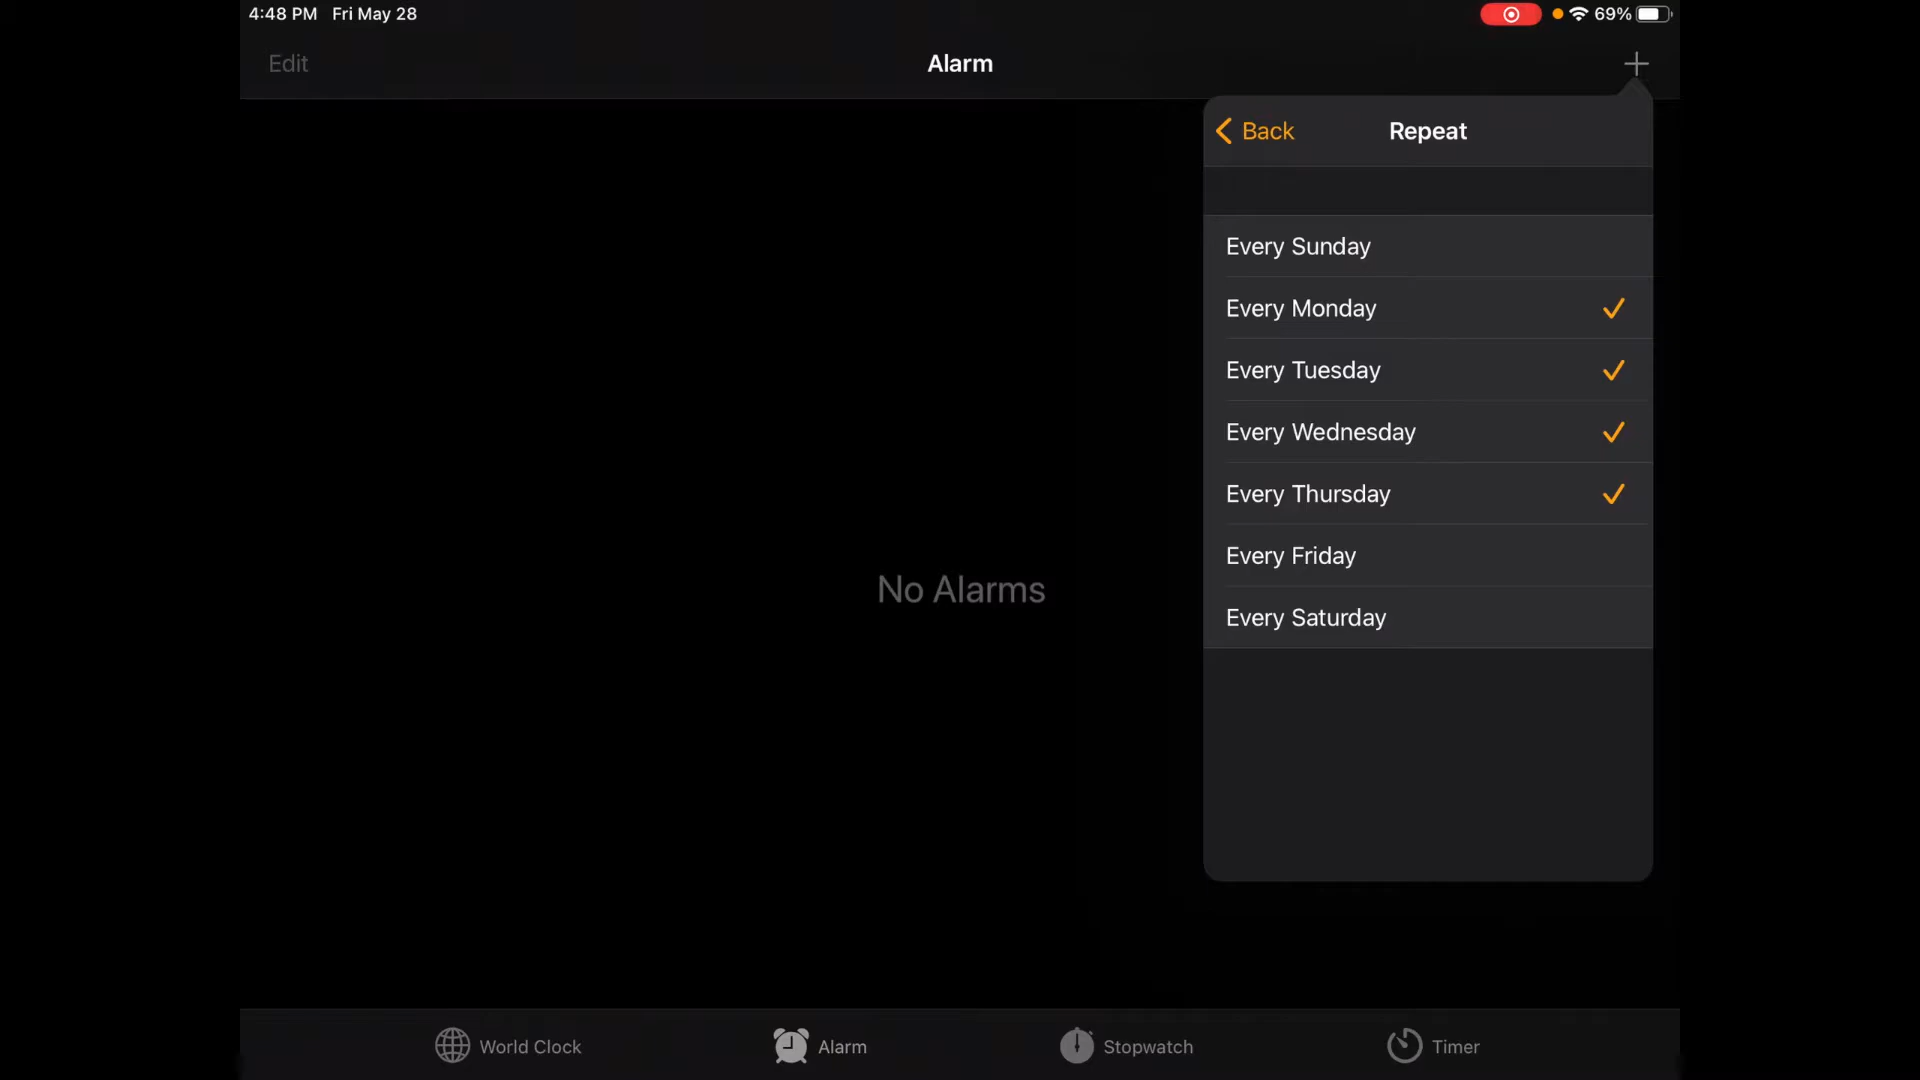 4:48 PM Fri May 28
69%
Edit
Alarm
Back
Repeat
Every Sunday
Every Monday
Every Tuesday
Every Wednesday
Every Thursday
Every Friday
Every Saturday
No Alarms
World Clock
Alarm
Stopwatch
Timer